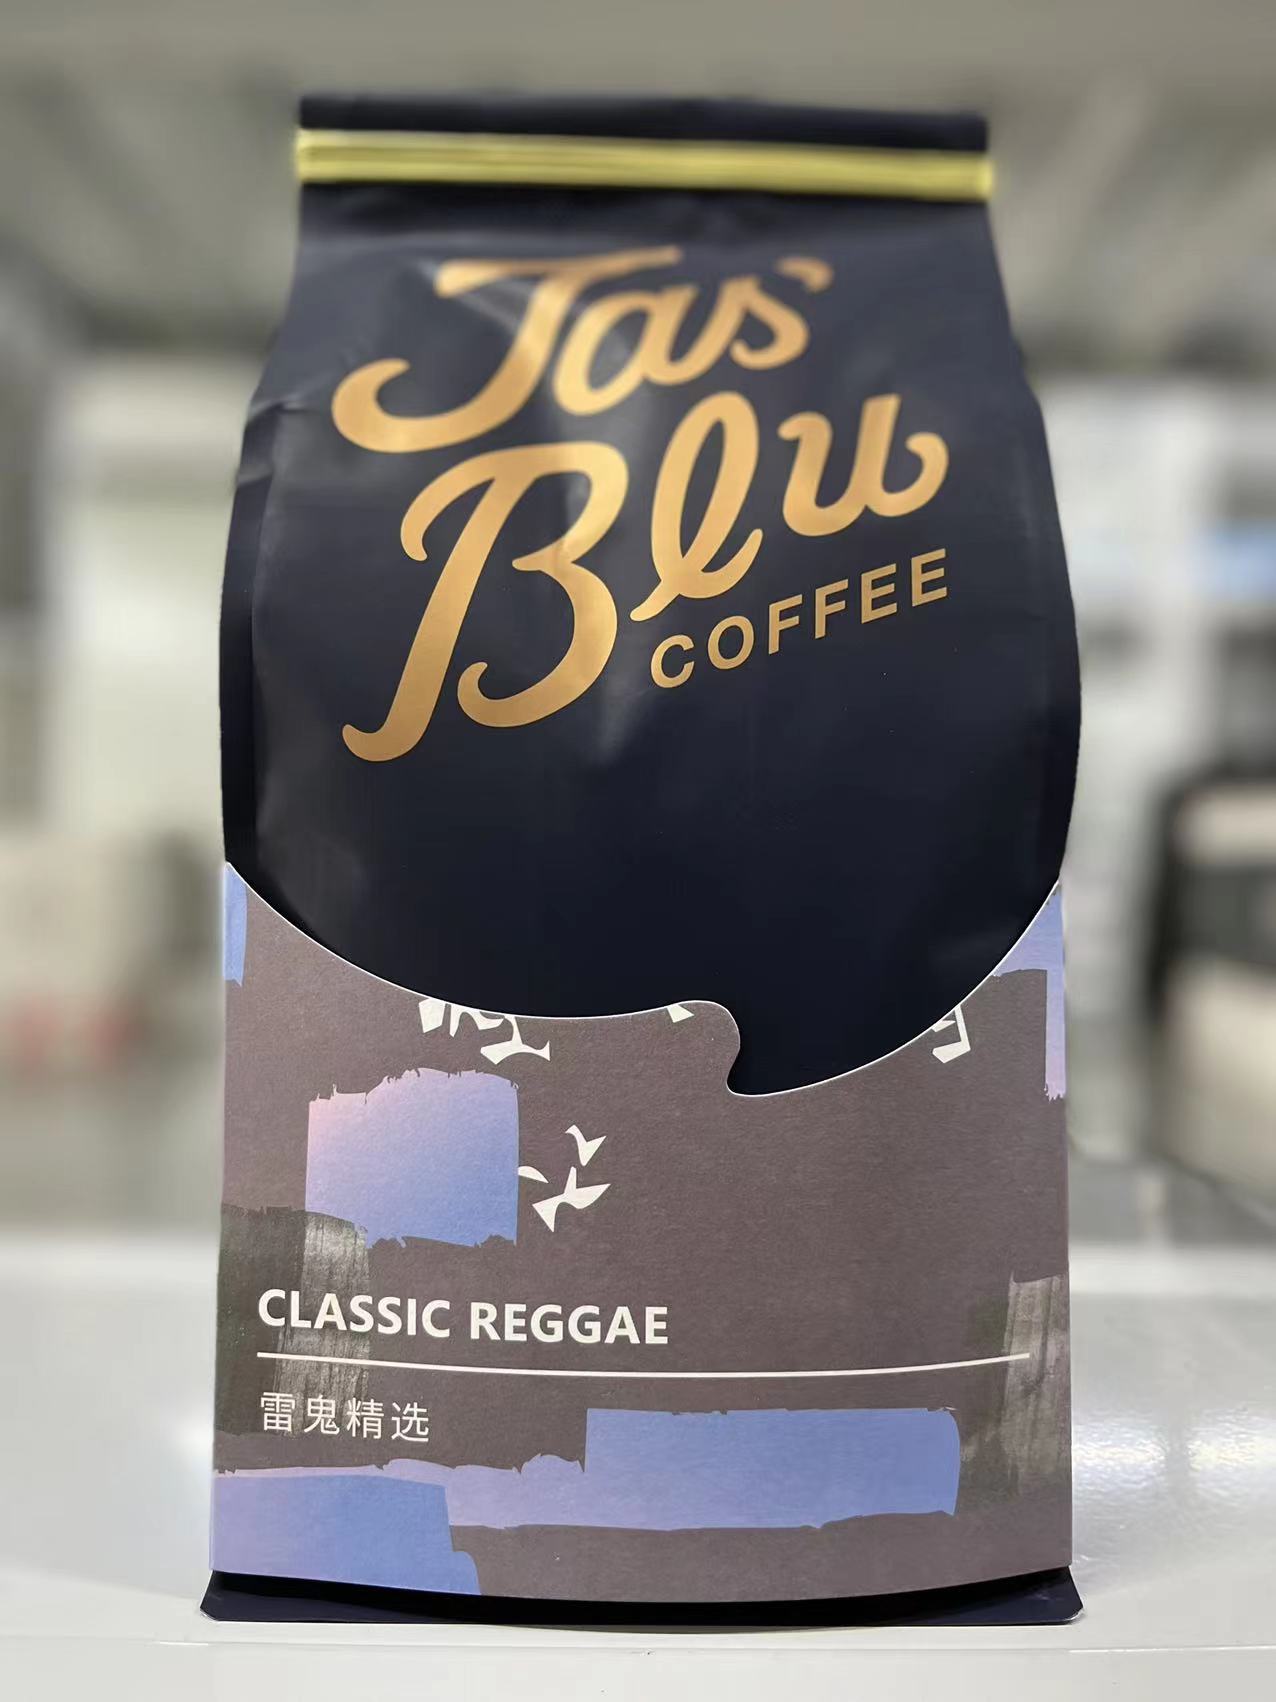 Jas'
Blu
COFFEE
CLASSIC REGGAE
雷鬼精选